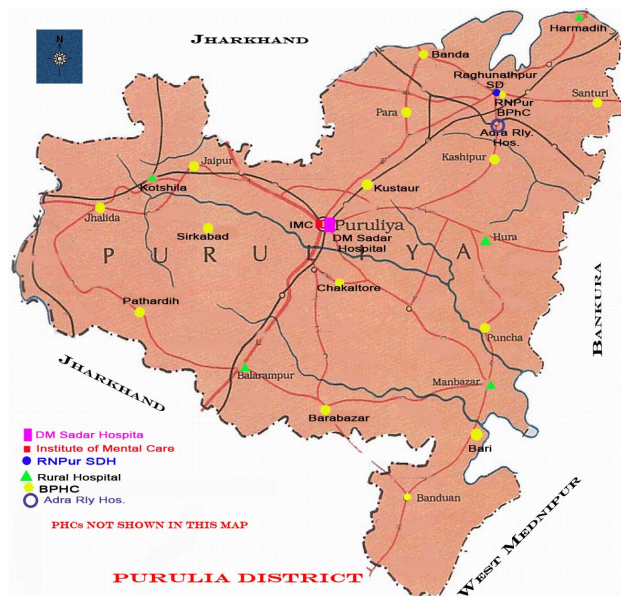 JHARKHAND
Harmadih
N
Banda
Raghunathpur
SD
RNPur
BPhC
Santuri
Para
Adra Rly.
Hos.
Jaipur
Kashipur
Kotshila
Kustaur
Jhalida
IMC
Puruliya
Sirkabad
DM Sadar
Hospital
Hura
PURULIYA
Chakaltore
BANKURA
Pathardih
Puncha
JHARKHAND
Balarampur
Manbazar
Barabazar
Bari
DM Sadar Hospita
Institute of Mental Care
RNPur SDH
Rural Hospital
BPHC
Adra Rly Hos.
Banduan
PHCS NOT SHOWN IN THIS MAP
WEST MEDNIPUR
PURULIA DISTRICT